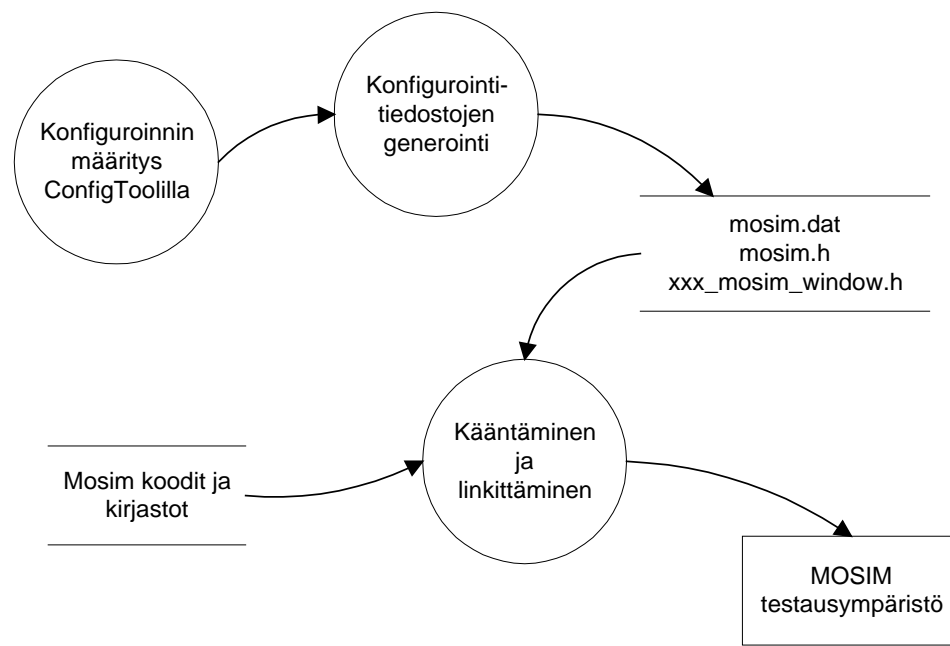 Konfiguroinnin
määritys
ConfigToolilla
Konfigurointi-
tiedostojen
generointi
mosim.dat
mosim.h
xxx_mosim_window.h
Kääntäminen
ja
linkittäminen
Mosim koodit ja
kirjastot
MOSIM
testausympäristö